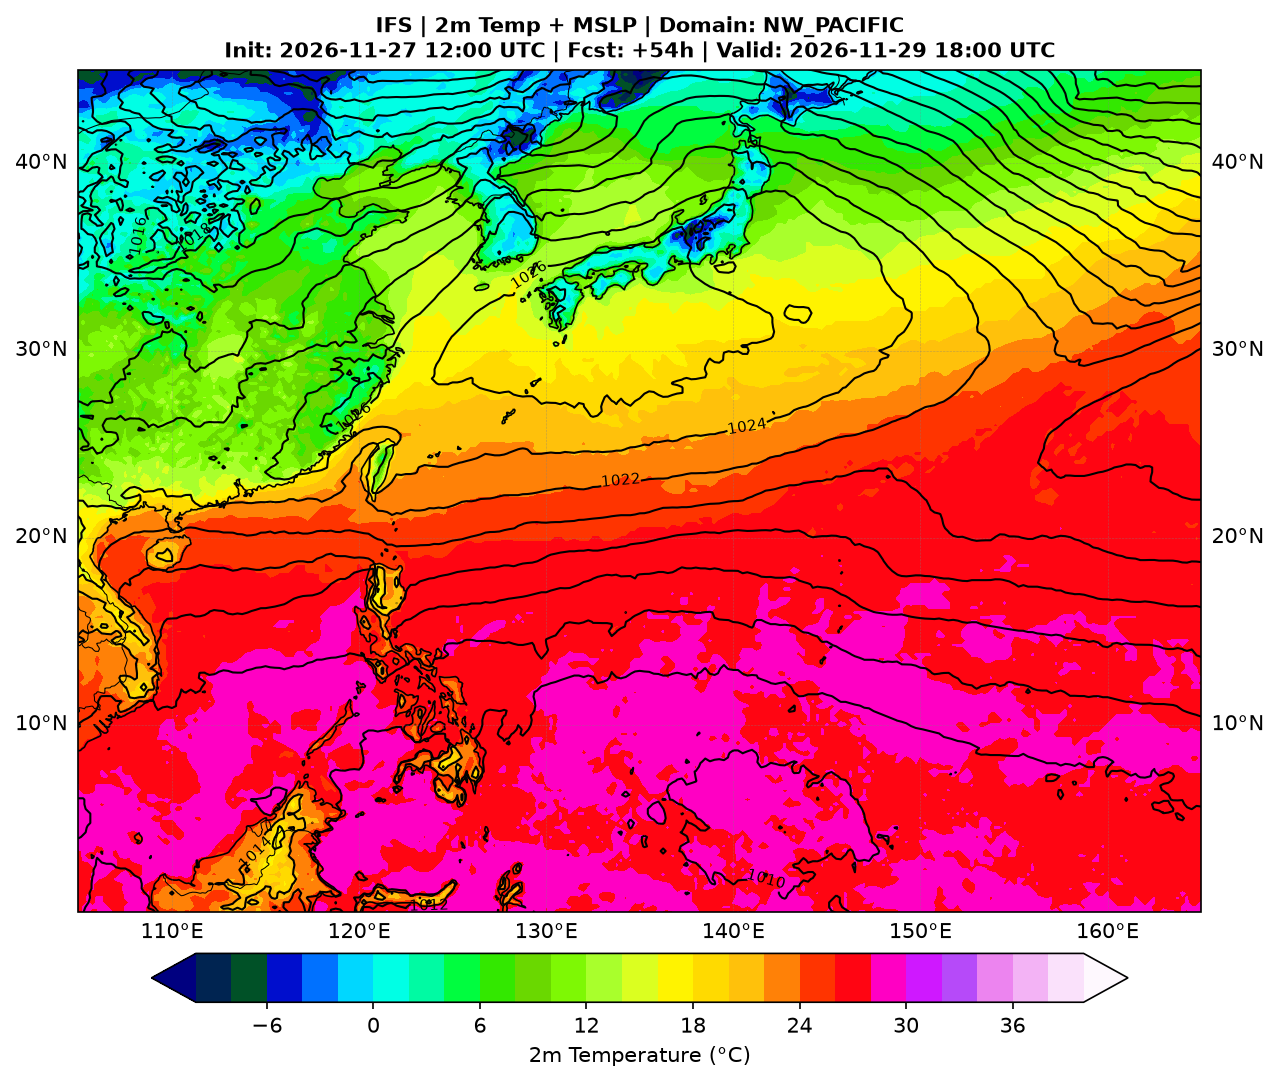 IFS | 2m Temp + MSLP | Domain: NW_PACIFIC
Init: 2026-11-27 12:00 UTC | Fcst: +54h | Valid: 2026-11-29 18:00 UTC
40°N
40°N
1016
1018
1026
30°N
30°N
1026
1024
1022
20°N
20°N
10°N
10°N
1014
1010
1012
110°E
120°E
130°E
140°E
150°E
160°E
−6
0
6
12
18
24
30
36
2m Temperature (°C)